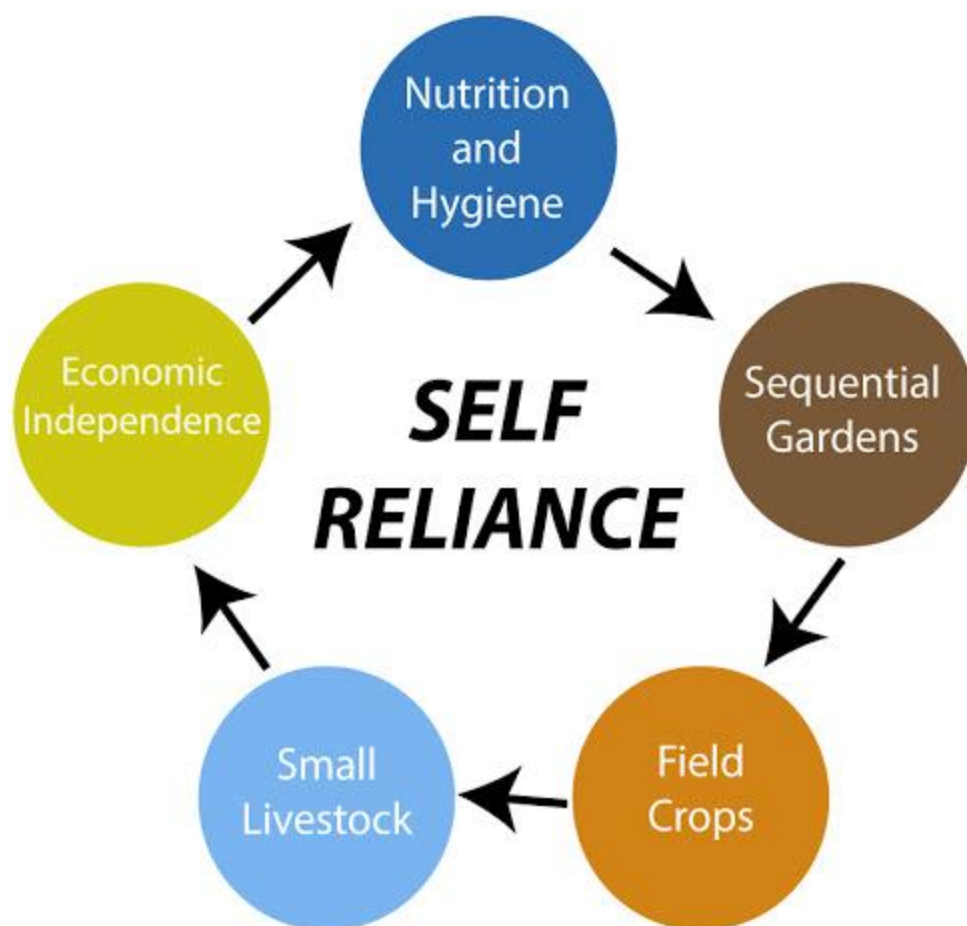 Nutrition
and
Hygiene
Sequential
Gardens
Field
Crops
Small
Livestock
Economic
Independence
SELF
RELIANCE